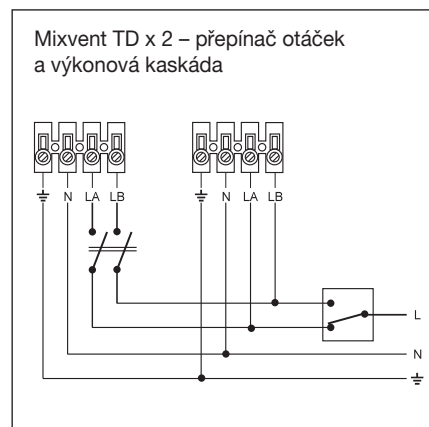 Mixvent TD x 2 – přepínač otáček
a výkonová kaskáda
N LA LB N LA LB
L
N